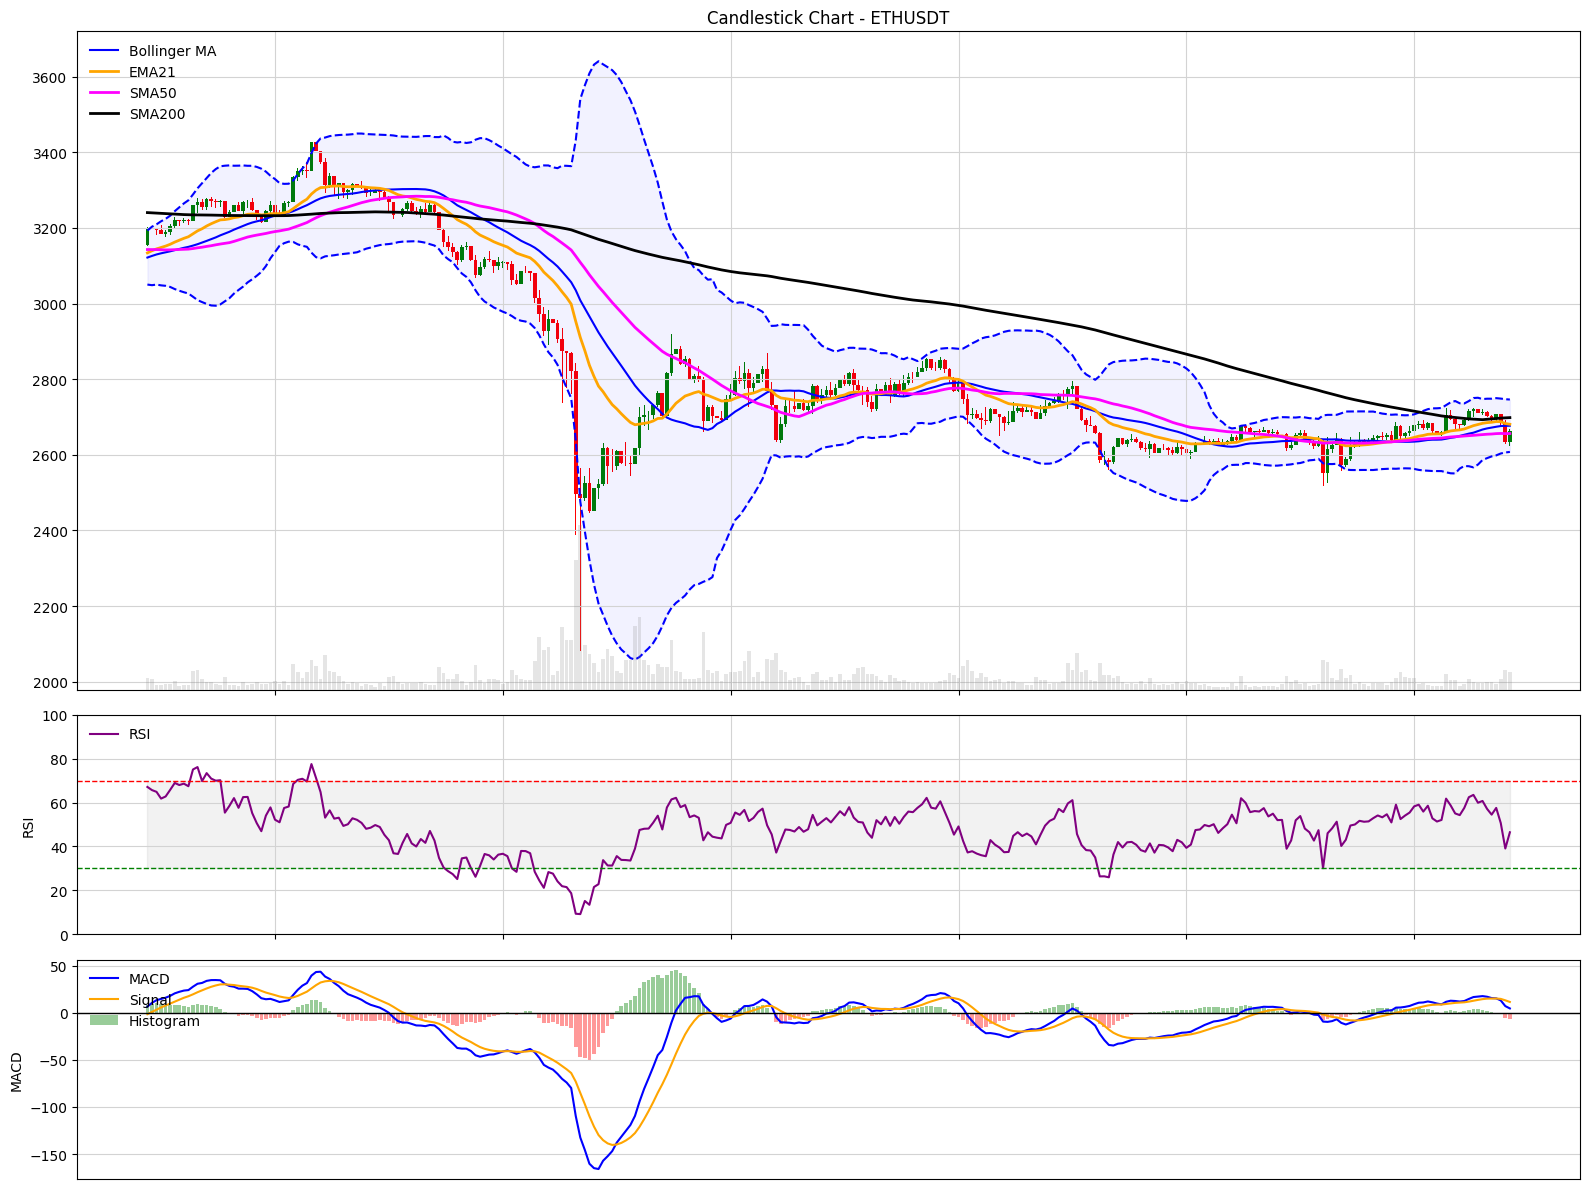 Candlestick Chart - ETHUSDT
Bollinger MA
EMA21
SMA50
SMA200
3600
3400
3200
3000
2800
2600
2400
2200
2000
RSI
100
80
60
40
20
0
RSI
MACD
Signal
Histogram
50
0
−50
−100
−150
MACD